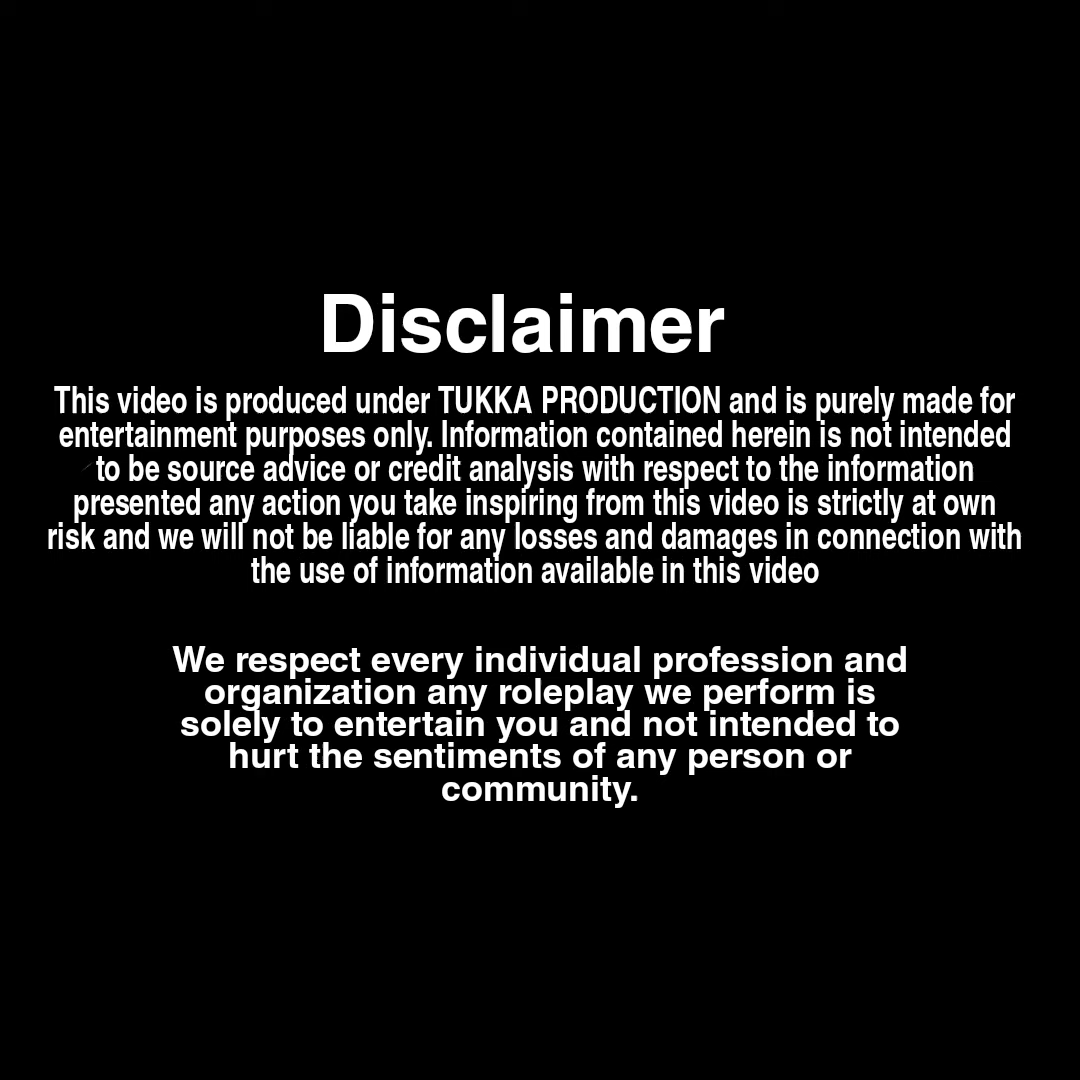 Disclaimer
This video is produced under TUKKA PRODUCTION and is purely made for
entertainment purposes only. Information contained herein is not intended
to be source advice or credit analysis with respect to the information
presented any action you take inspiring from this video is strictly at own
risk and we will not be liable for any losses and damages in connection with
the use of information available in this video
We respect every individual profession and
organization any roleplay we perform is
solely to entertain you and not intended to
hurt the sentiments of any person or
community.